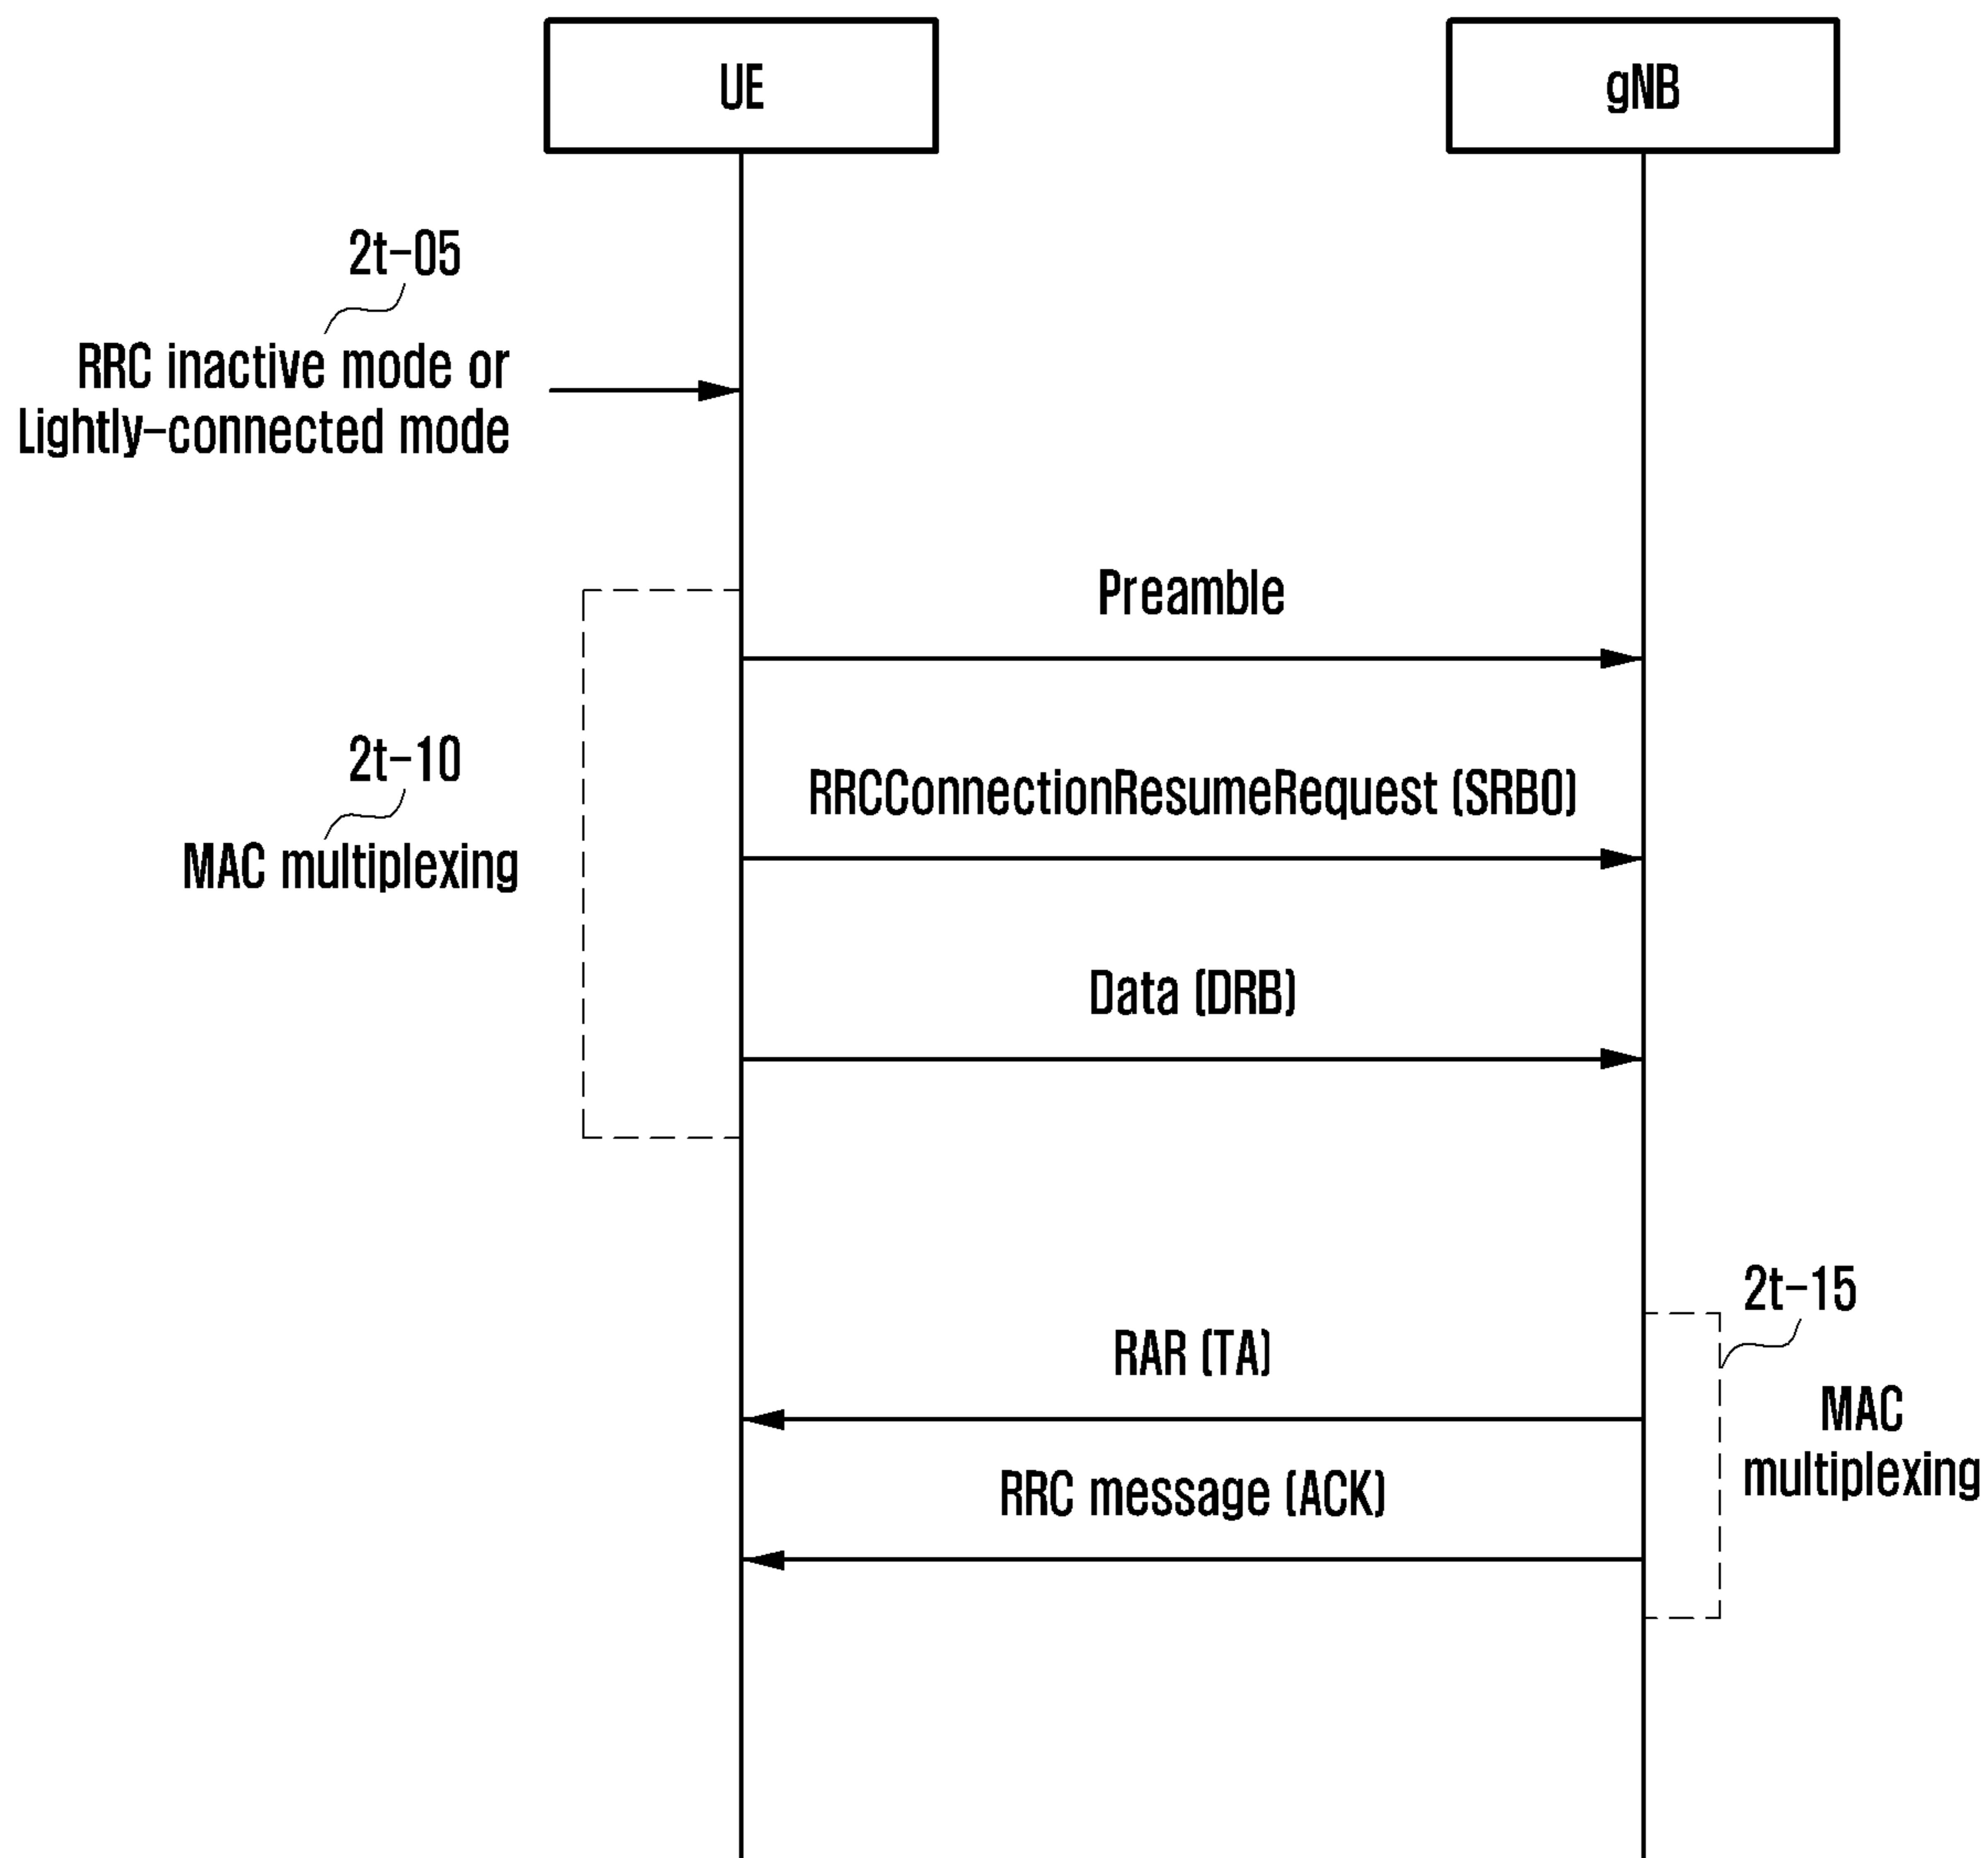 UE
gNB
2t-05
RRC inactive mode or
Lightly-connected mode
Preamble
2t-10
MAC multiplexing
RRCConnectionResumeRequest (SRB0)
Data (DRB)
2t-15
RAR (TA)
MAC
multiplexing
RRC message (ACK)